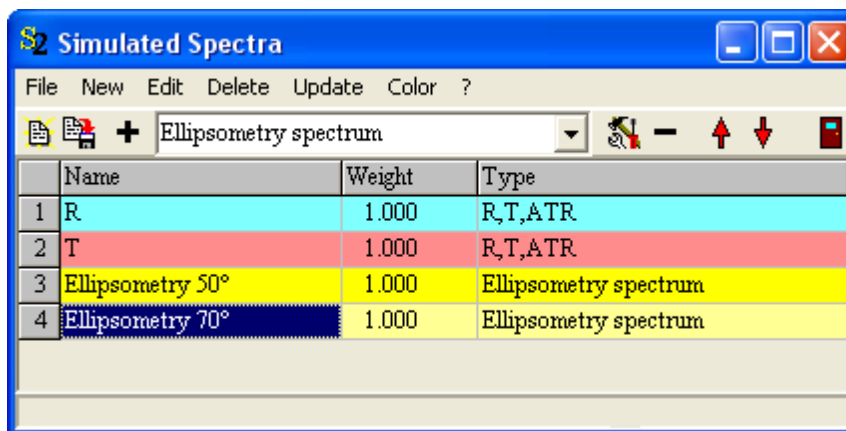 S2 Simulated Spectra
File New Edit Delete Update Color ?
Ellipsometry spectrum
Name Weight Type
1 R 1.000 R,T,ATR
2 T 1.000 R,T,ATR
3 Ellipsometry 50° 1.000 Ellipsometry spectrum
4 Ellipsometry 70° 1.000 Ellipsometry spectrum